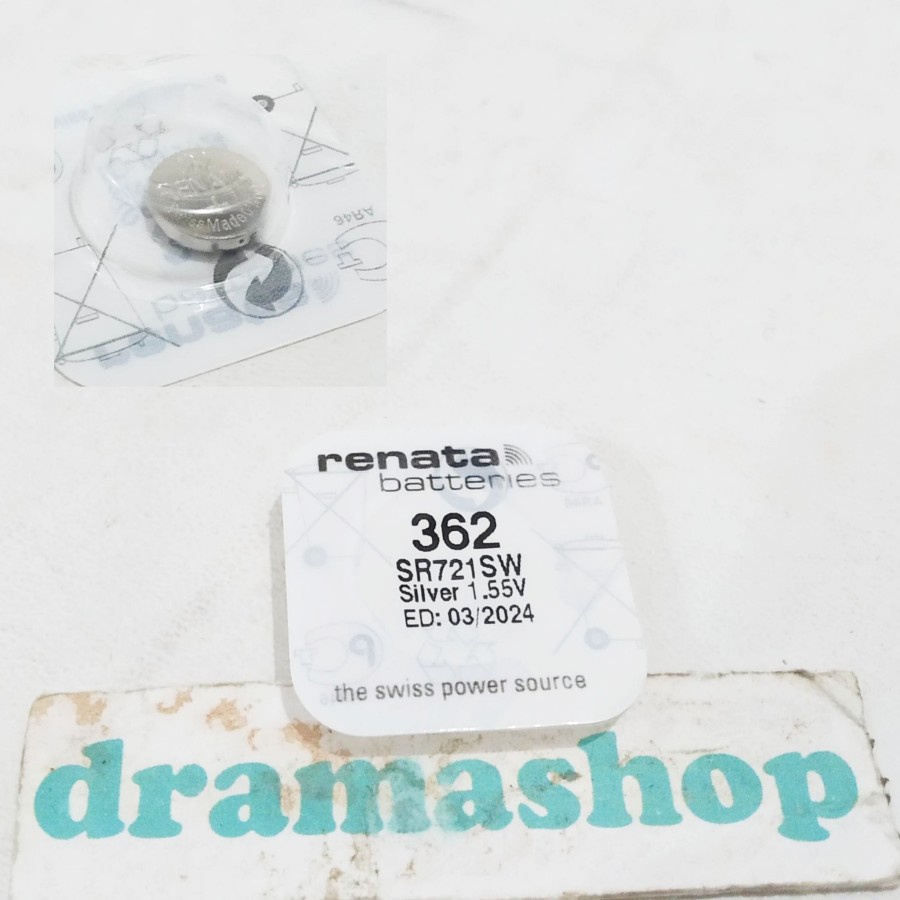 renata
batteries
362
SR721SW
Silver 1.55V
ED: 03/2024
the swiss power source
dramashop